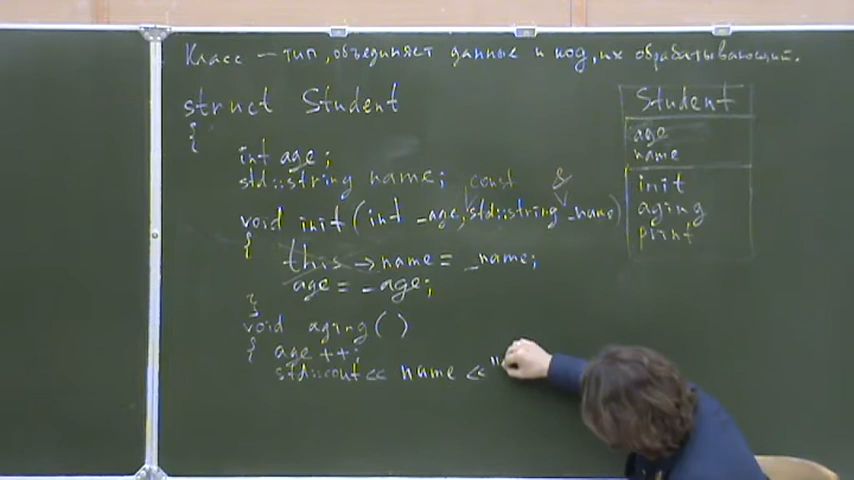 Класс — тип, объединяет данные и код, их обрабатывающий.
struct Student
{
int age;
std::string name;
const &
void init(int _age, std::string _name)
{
this -> name = _name;
age = _age;
}
void aging()
{ age ++;
std::cout << name << "
Student
age
name
init
aging
print